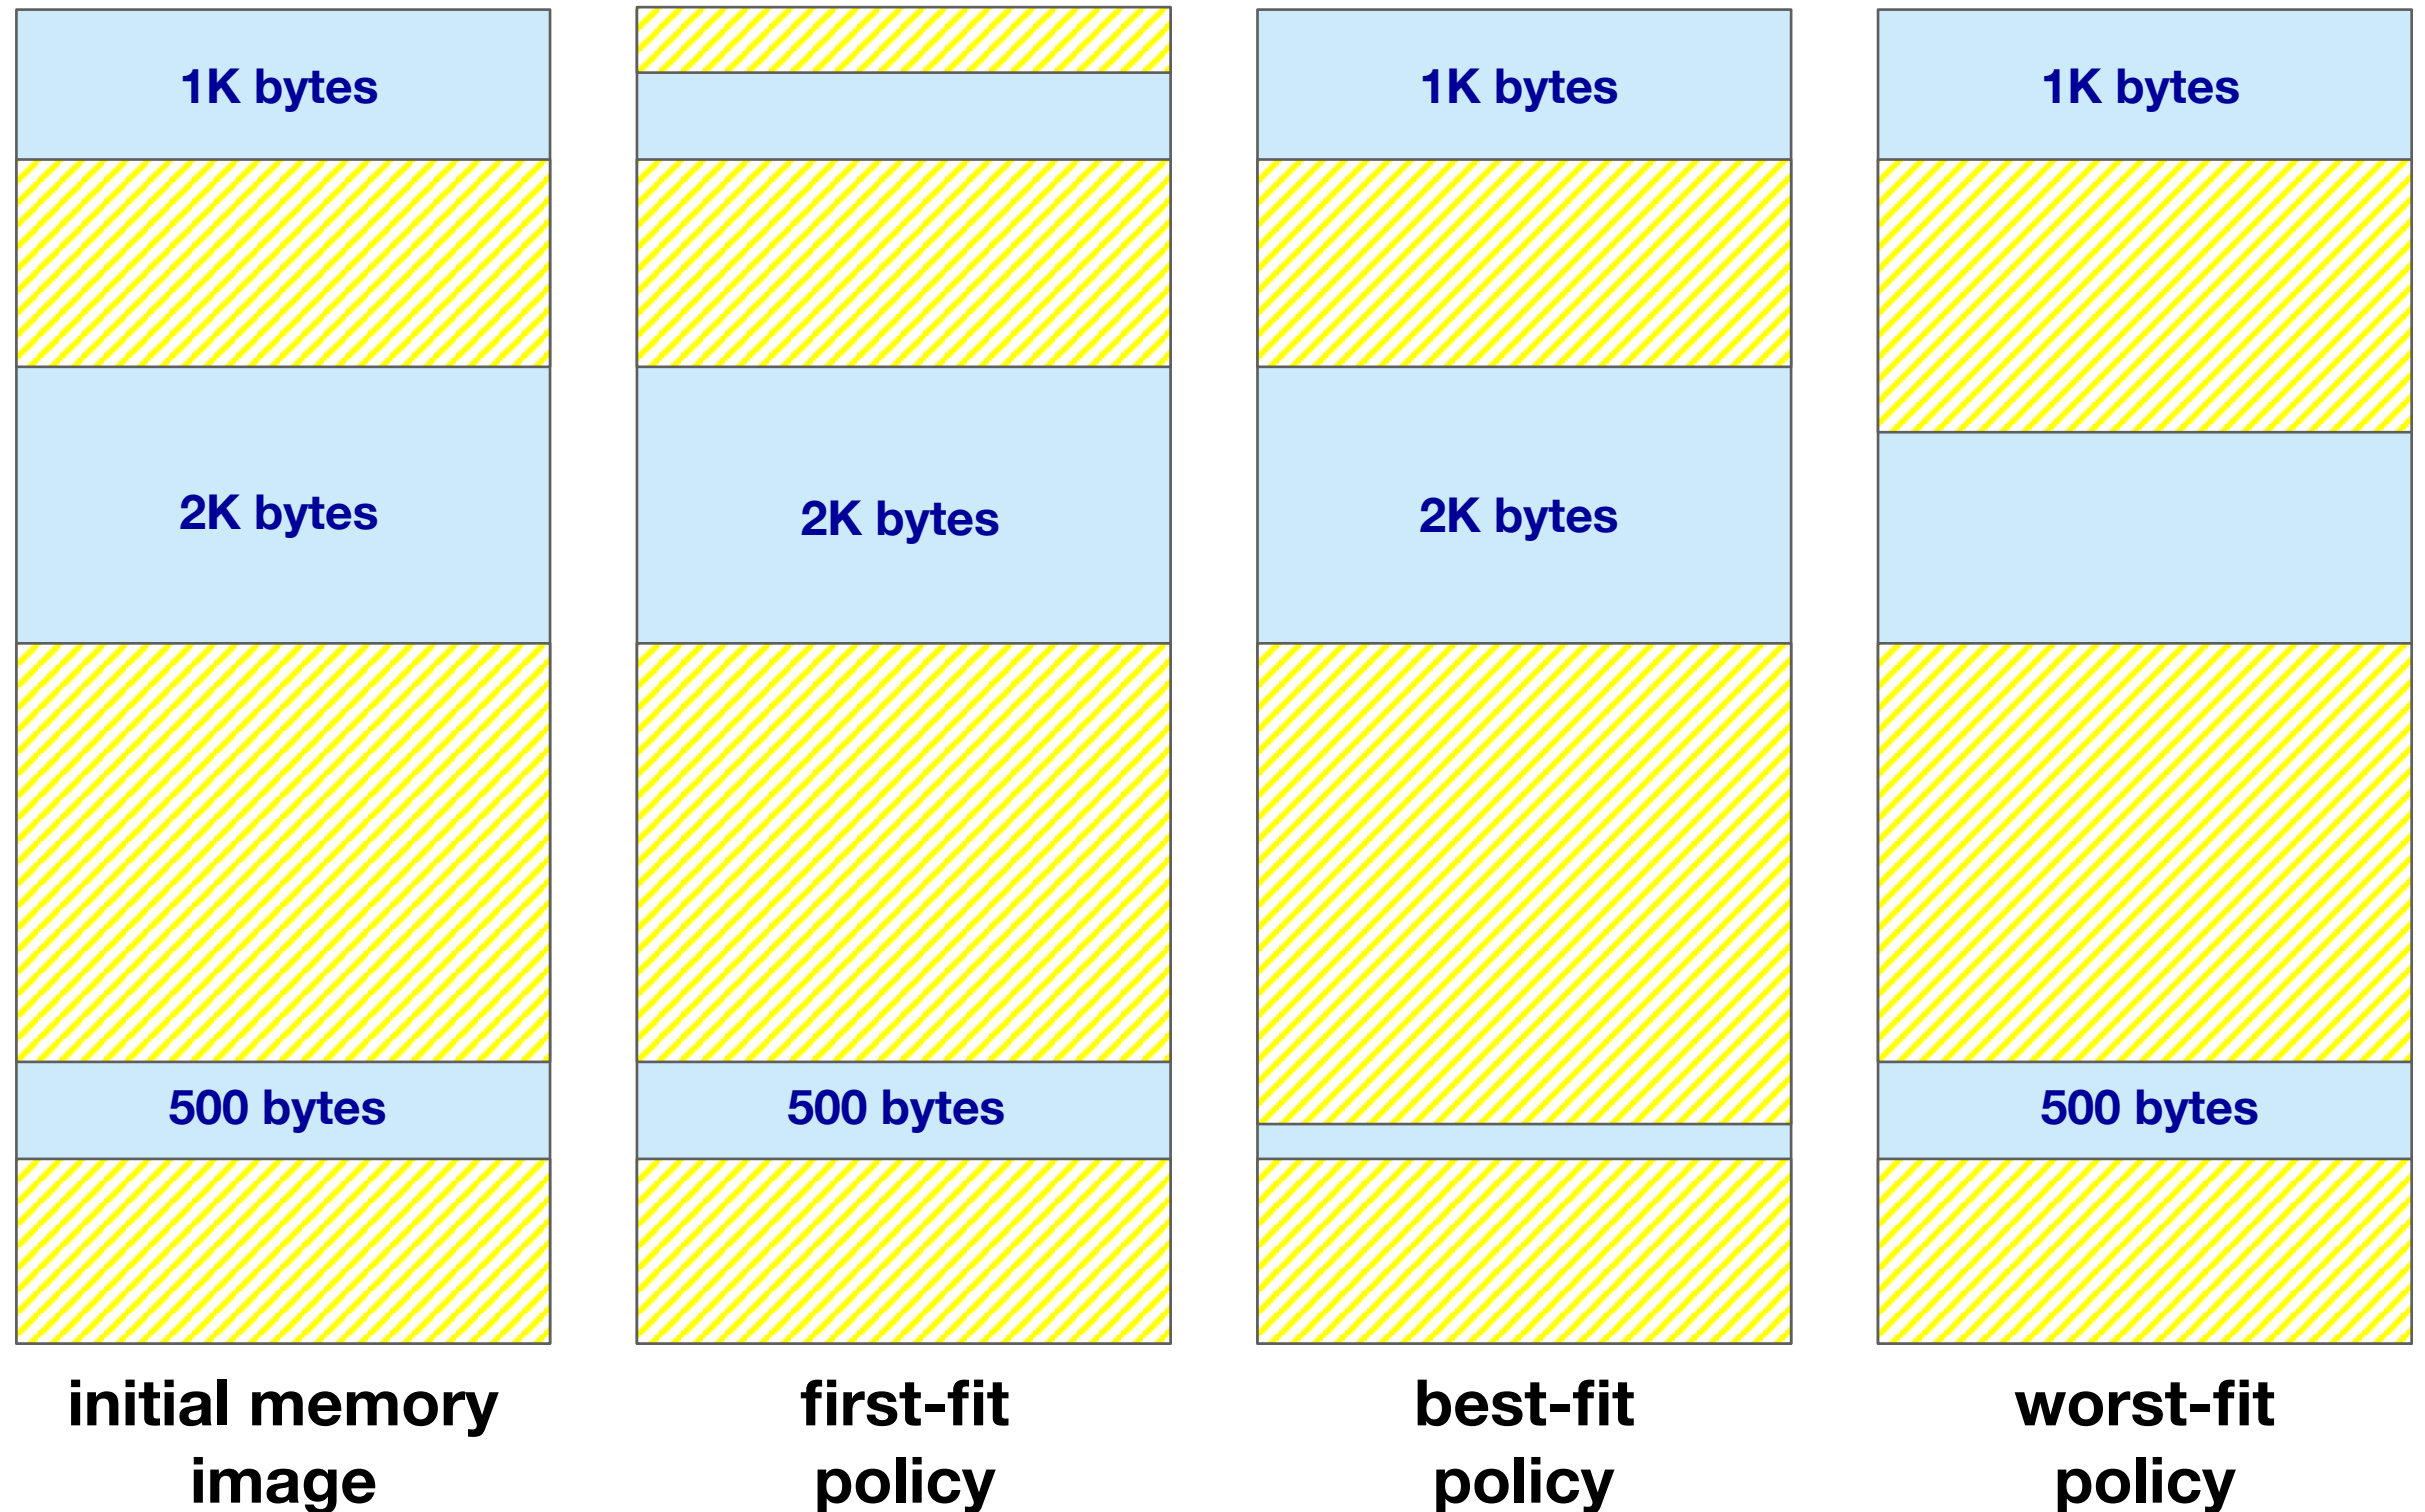 1K bytes
2K bytes
500 bytes
initial memory
image
2K bytes
500 bytes
first-fit
policy
1K bytes
2K bytes
best-fit
policy
1K bytes
500 bytes
worst-fit
policy